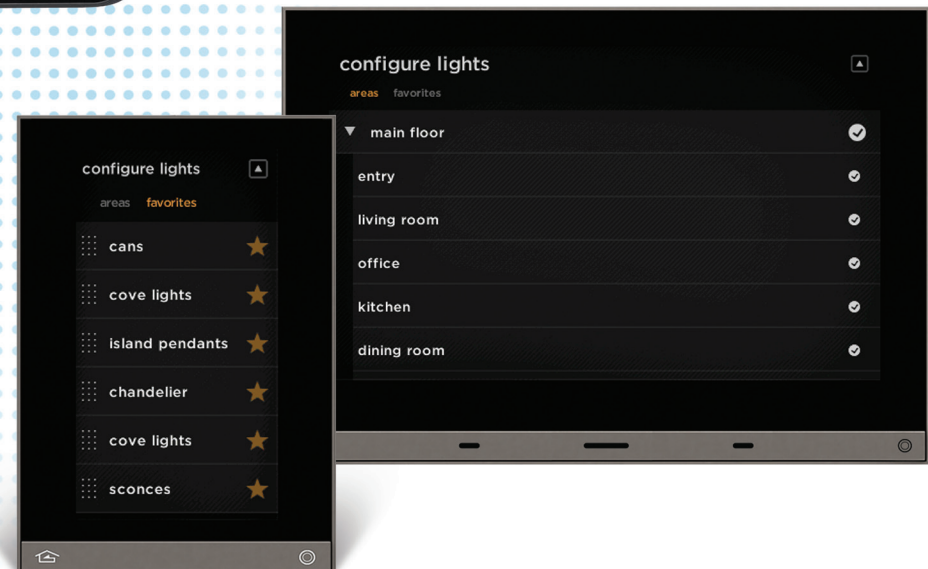 configure lights
areas favorites
main floor
entry
living room
office
kitchen
dining room
configure lights
areas favorites
cans
cove lights
island pendants
chandelier
cove lights
sconces